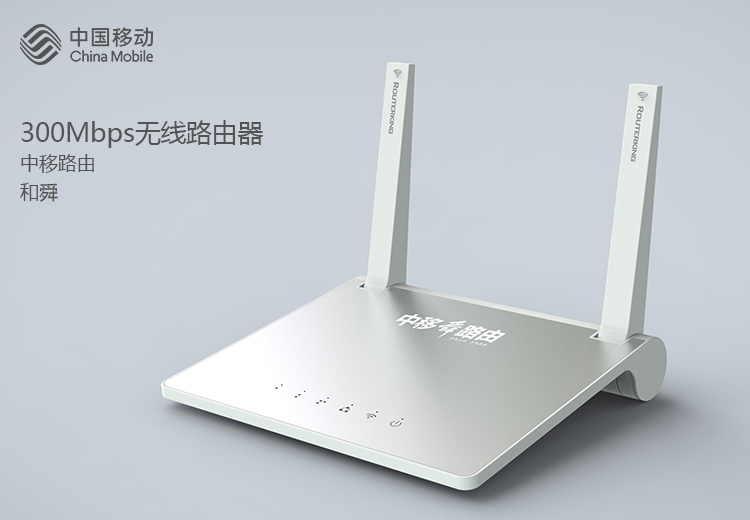 中国移动
China Mobile
300Mbps无线路由器
中移路由
和舜
ROUTERKING
ROUTERKING
中移舜路由